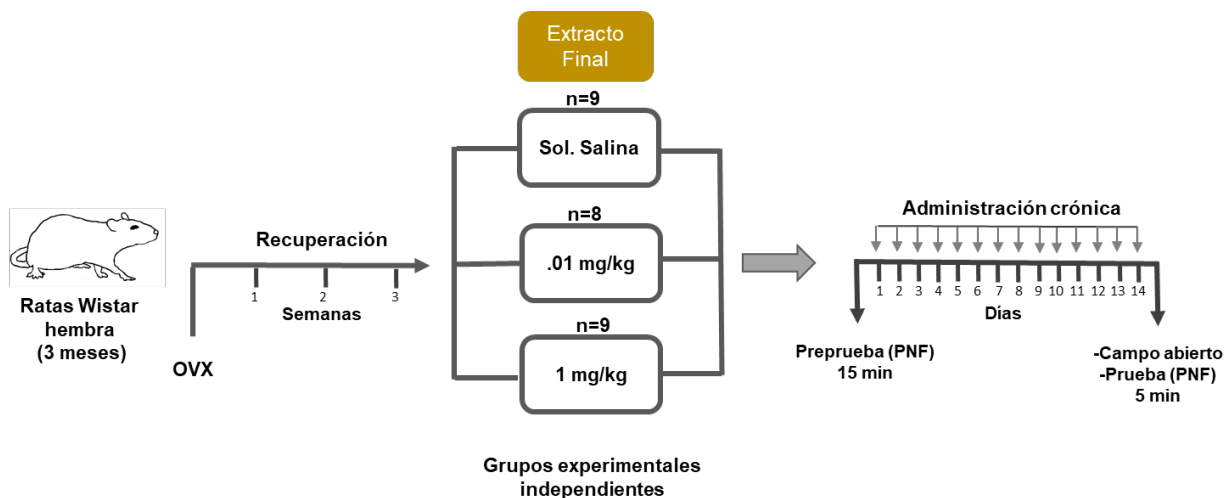 Extracto
Final
n=9
Sol. Salina
n=8
.01 mg/kg
n=9
1 mg/kg
Grupos experimentales
independientes
Ratas Wistar
hembra
(3 meses)
Recuperación
1 2 3
Semanas
OVX
Administración crónica
1 2 3 4 5 6 7 8 9 10 11 12 13 14
Días
Preprueba (PNF)
15 min
-Campo abierto
-Prueba (PNF)
5 min